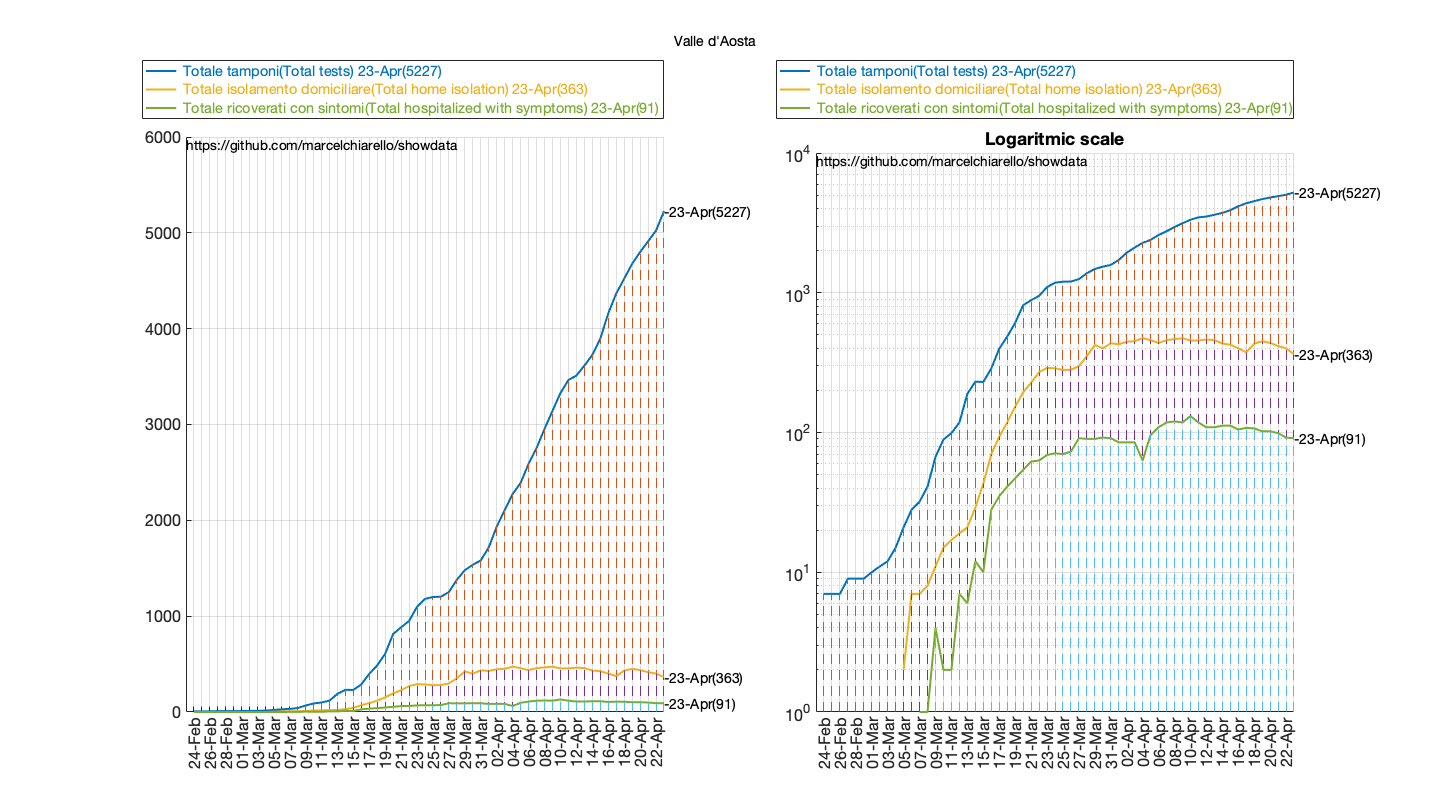 Valle d'Aosta
Totale tamponi(Total tests) 23-Apr(5227)
Totale isolamento domiciliare(Total home isolation) 23-Apr(363)
Totale ricoverati con sintomi(Total hospitalized with symptoms) 23-Apr(91)
https://github.com/marcelchiarello/showdata
6000
5000
4000
3000
2000
1000
0
-23-Apr(5227)
-23-Apr(363)
-23-Apr(91)
24-Feb
26-Feb
28-Feb
01-Mar
03-Mar
05-Mar
07-Mar
09-Mar
11-Mar
13-Mar
15-Mar
17-Mar
19-Mar
21-Mar
23-Mar
25-Mar
27-Mar
29-Mar
31-Mar
02-Apr
04-Apr
06-Apr
08-Apr
10-Apr
12-Apr
14-Apr
16-Apr
18-Apr
20-Apr
22-Apr
Totale tamponi(Total tests) 23-Apr(5227)
Totale isolamento domiciliare(Total home isolation) 23-Apr(363)
Totale ricoverati con sintomi(Total hospitalized with symptoms) 23-Apr(91)
Logaritmic scale
https://github.com/marcelchiarello/showdata
10^4
10^3
10^2
10^1
10^0
-23-Apr(5227)
-23-Apr(363)
-23-Apr(91)
24-Feb
26-Feb
28-Feb
01-Mar
03-Mar
05-Mar
07-Mar
09-Mar
11-Mar
13-Mar
15-Mar
17-Mar
19-Mar
21-Mar
23-Mar
25-Mar
27-Mar
29-Mar
31-Mar
02-Apr
04-Apr
06-Apr
08-Apr
10-Apr
12-Apr
14-Apr
16-Apr
18-Apr
20-Apr
22-Apr